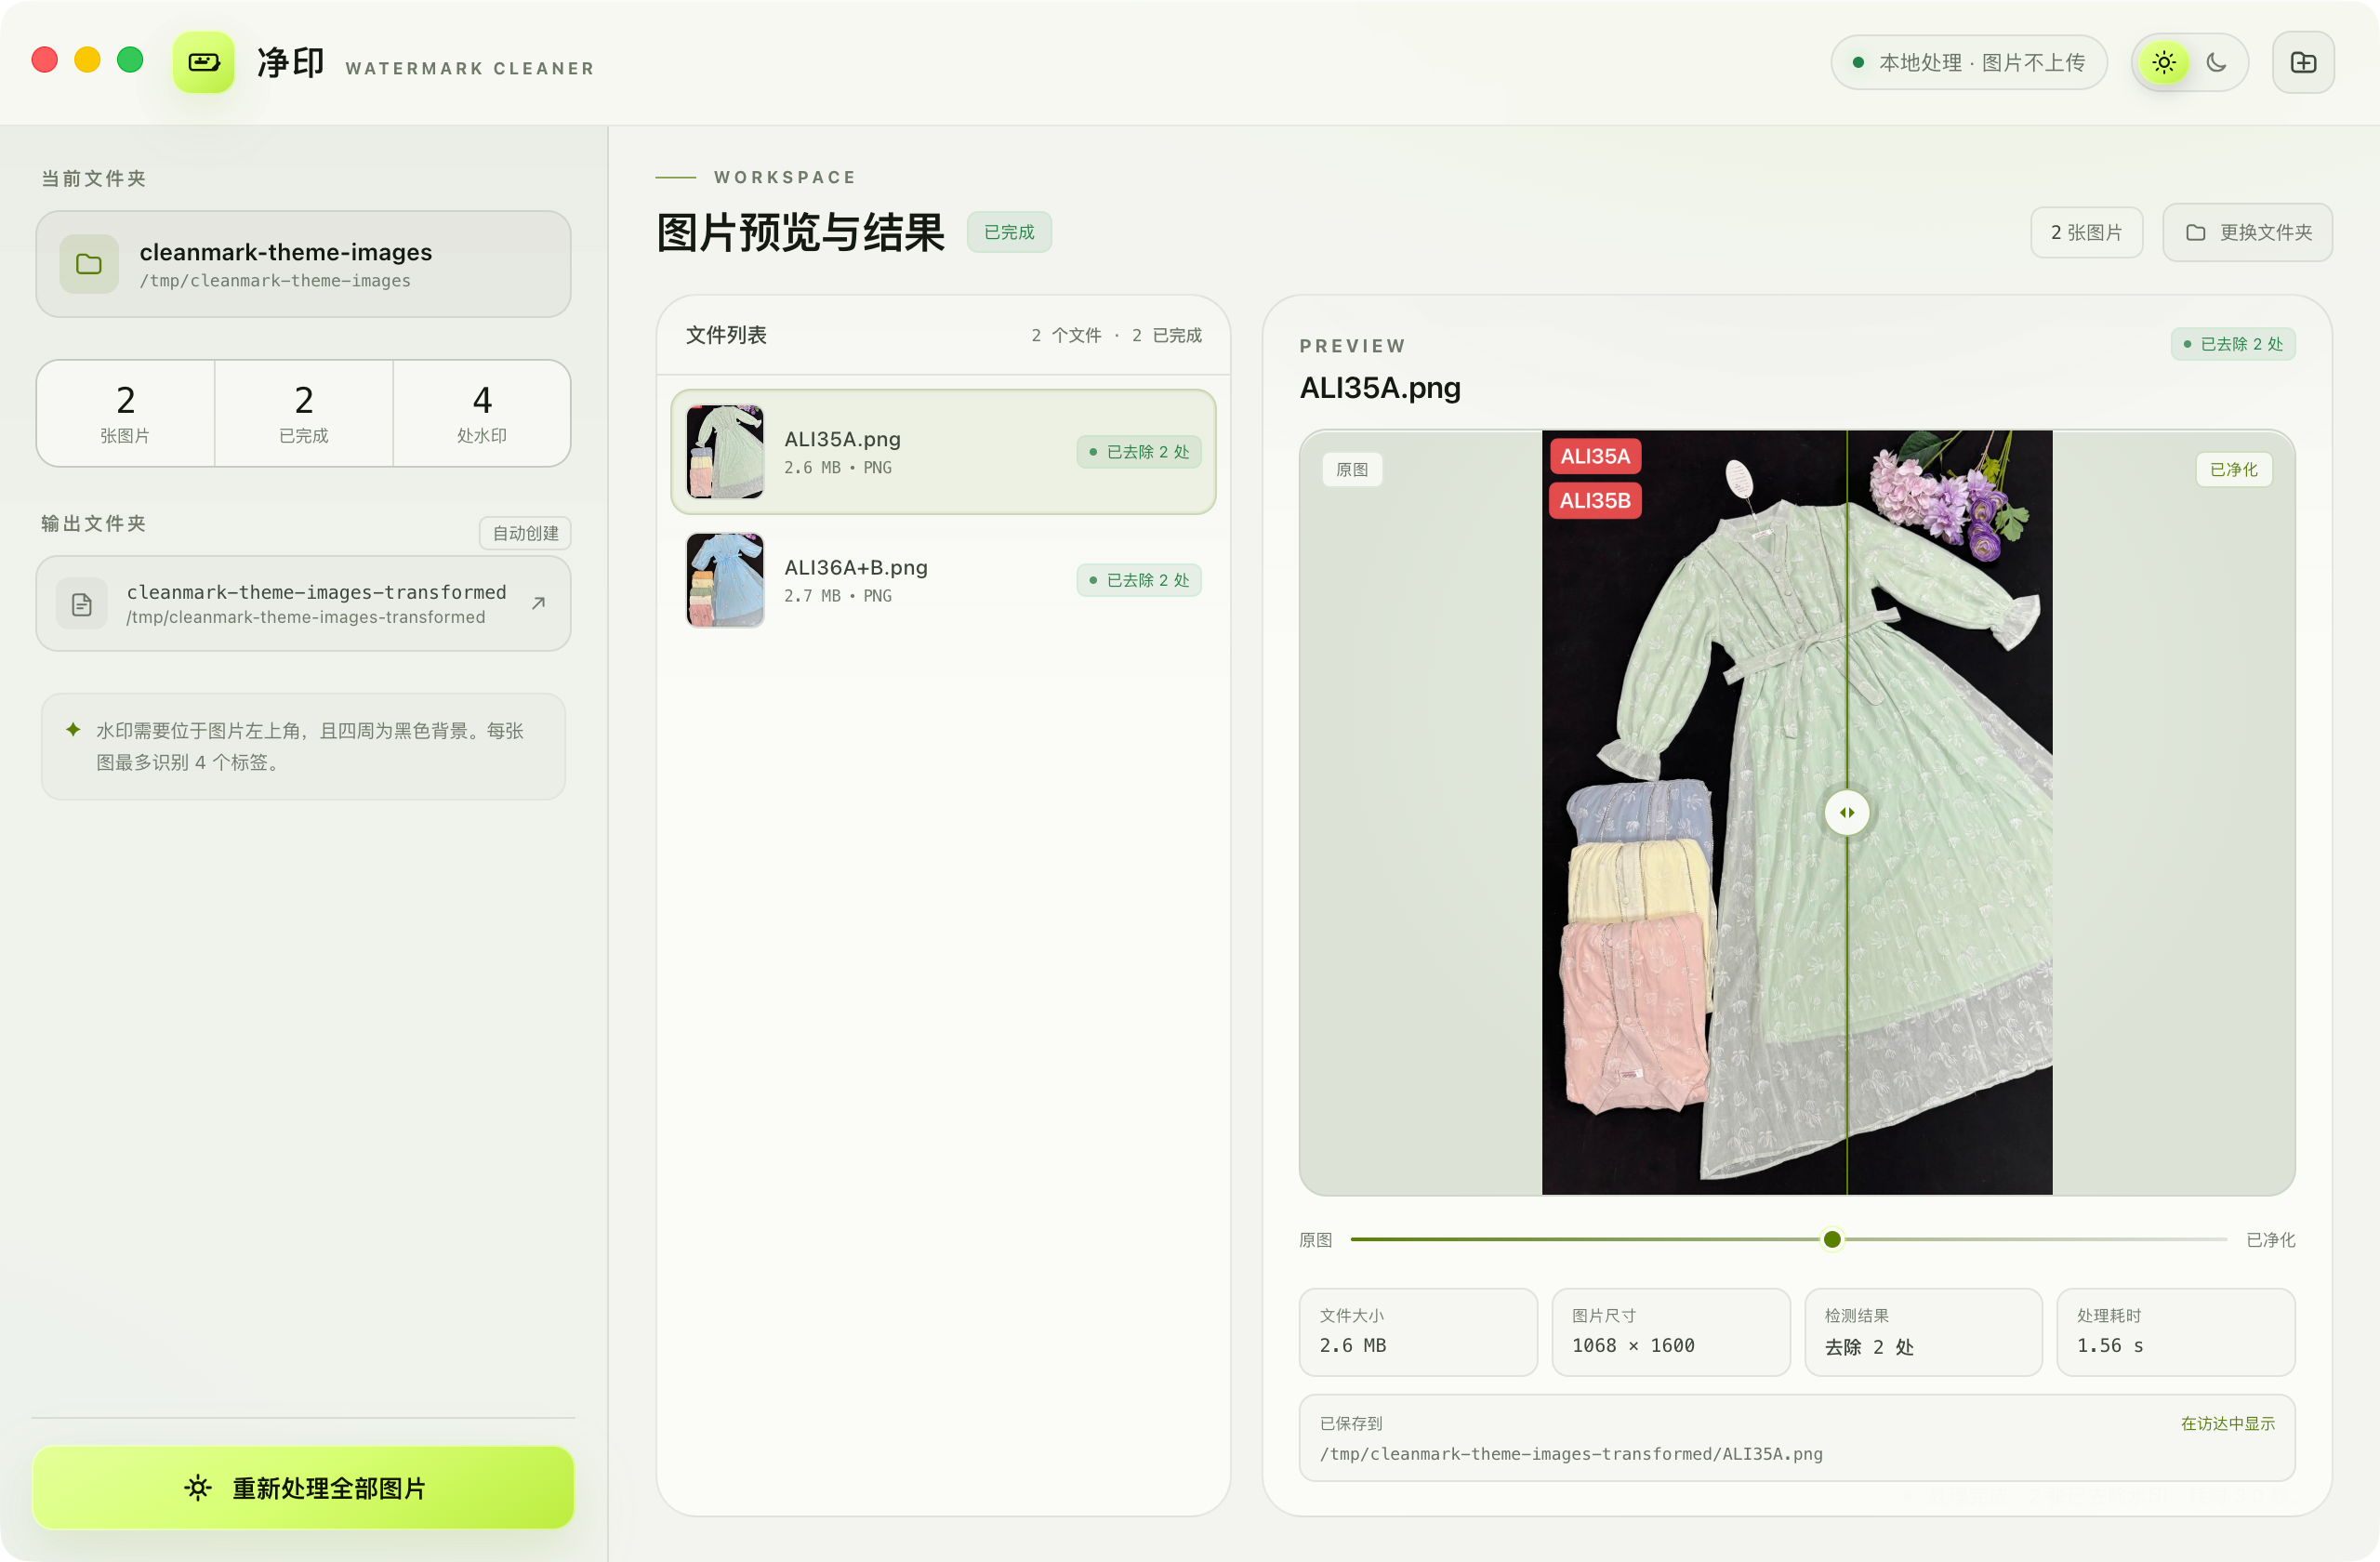 净印 WATERMARK CLEANER
本地处理 · 图片不上传
当前文件夹
cleanmark-theme-images
/tmp/cleanmark-theme-images
2
张图片
2
已完成
4
处水印
输出文件夹
自动创建
cleanmark-theme-images-transformed
/tmp/cleanmark-theme-images-transformed
水印需要位于图片左上角，且四周为黑色背景。每张
图最多识别 4 个标签。
重新处理全部图片
WORKSPACE
图片预览与结果 已完成
2 张图片
更换文件夹
文件列表
2 个文件 · 2 已完成
ALI35A.png
2.6 MB • PNG
已去除 2 处
ALI36A+B.png
2.7 MB • PNG
已去除 2 处
PREVIEW
已去除 2 处
ALI35A.png
原图
ALI35A
ALI35B
已净化
原图
已净化
文件大小
2.6 MB
图片尺寸
1068 × 1600
检测结果
去除 2 处
处理耗时
1.56 s
已保存到
在访达中显示
/tmp/cleanmark-theme-images-transformed/ALI35A.png